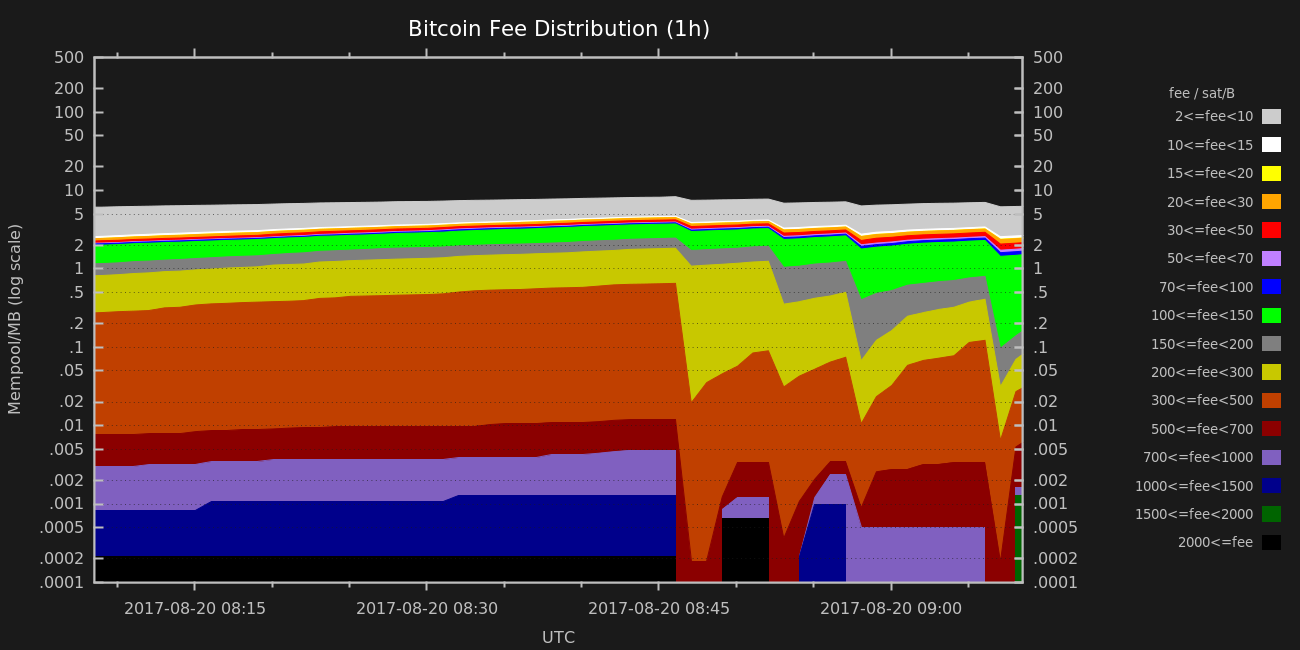 Bitcoin Fee Distribution (1h)
500 500
200 200
100 100
50 50
20 20
10 10
5 5
2 2
1 1
.5 .5
.2 .2
.1 .1
.05 .05
.02 .02
.01 .01
.005 .005
.002 .002
.001 .001
.0005 .0005
.0002 .0002
.0001 .0001
Mempool/MB (log scale)
2017-08-20 08:15 2017-08-20 08:30 2017-08-20 08:45 2017-08-20 09:00
UTC
fee / sat/B
2<=fee<10
10<=fee<15
15<=fee<20
20<=fee<30
30<=fee<50
50<=fee<70
70<=fee<100
100<=fee<150
150<=fee<200
200<=fee<300
300<=fee<500
500<=fee<700
700<=fee<1000
1000<=fee<1500
1500<=fee<2000
2000<=fee